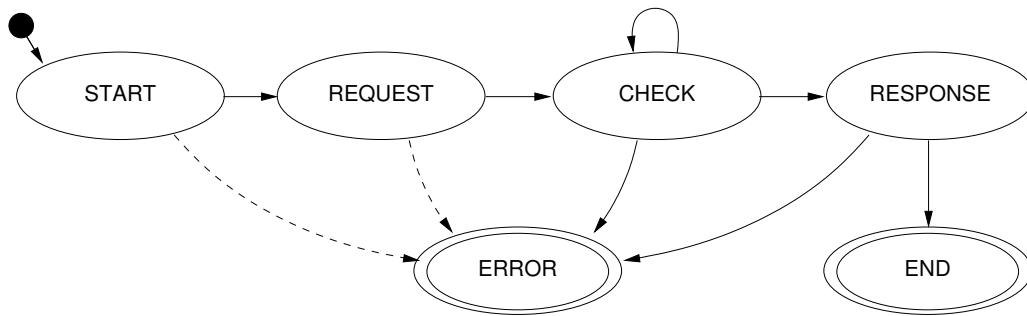 START
REQUEST
CHECK
RESPONSE
ERROR
END